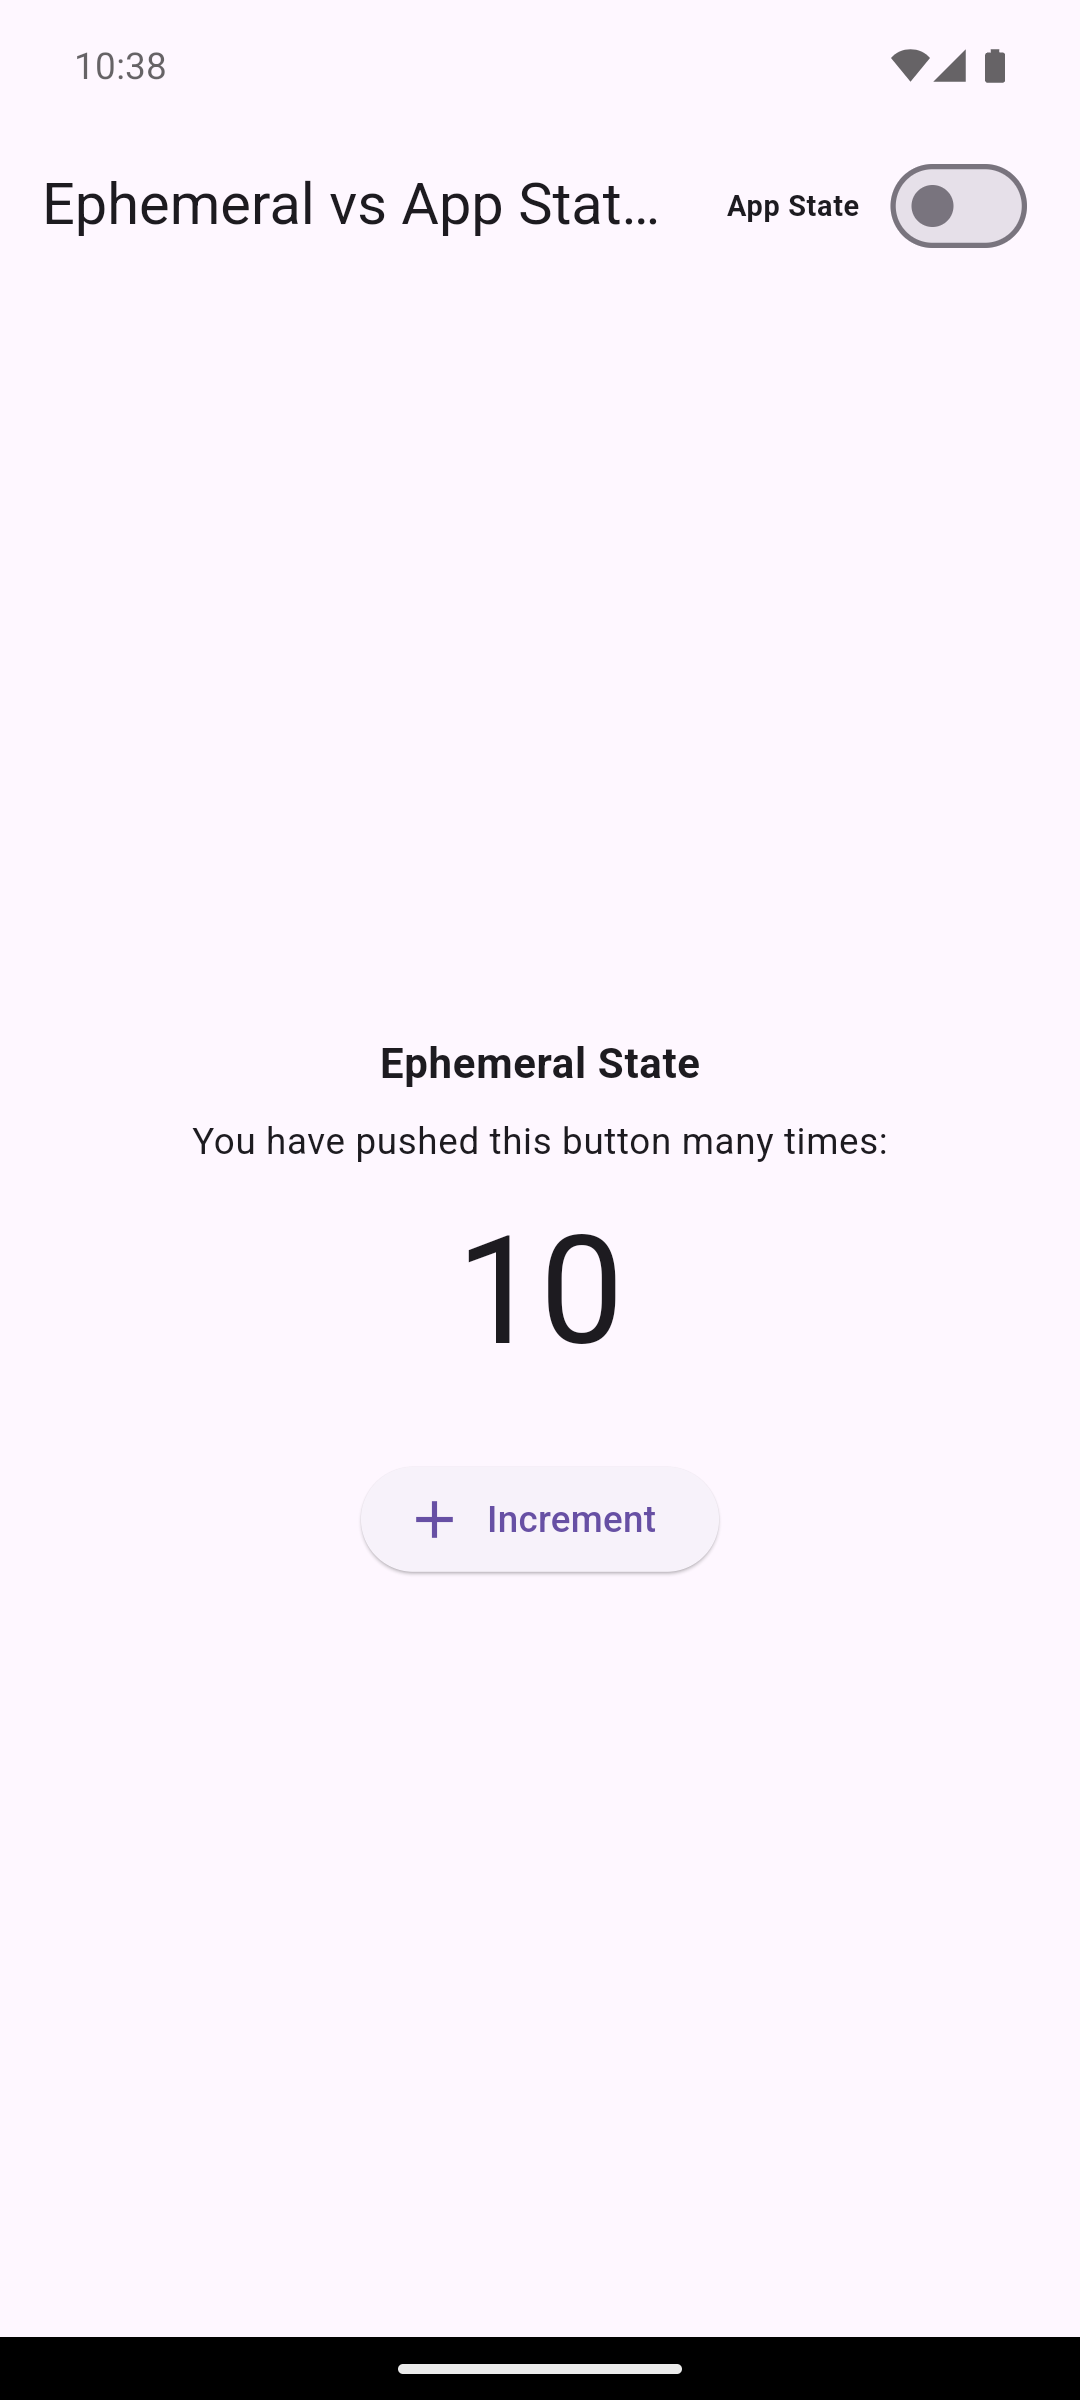 10:38
Ephemeral vs App Stat…
App State
Ephemeral State
You have pushed this button many times:
10
Increment